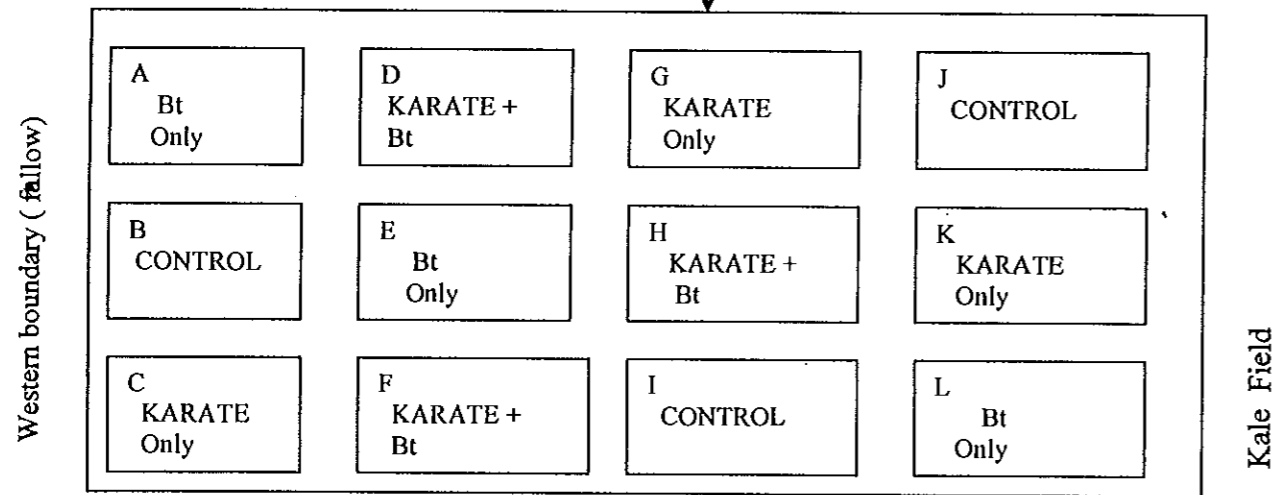 Western boundary ( fallow)
A
Bt
Only
D
KARATE +
Bt
G
KARATE
Only
J
CONTROL
B
CONTROL
E
Bt
Only
H
KARATE +
Bt
K
KARATE
Only
C
KARATE
Only
F
KARATE +
Bt
I
CONTROL
L
Bt
Only
Kale Field